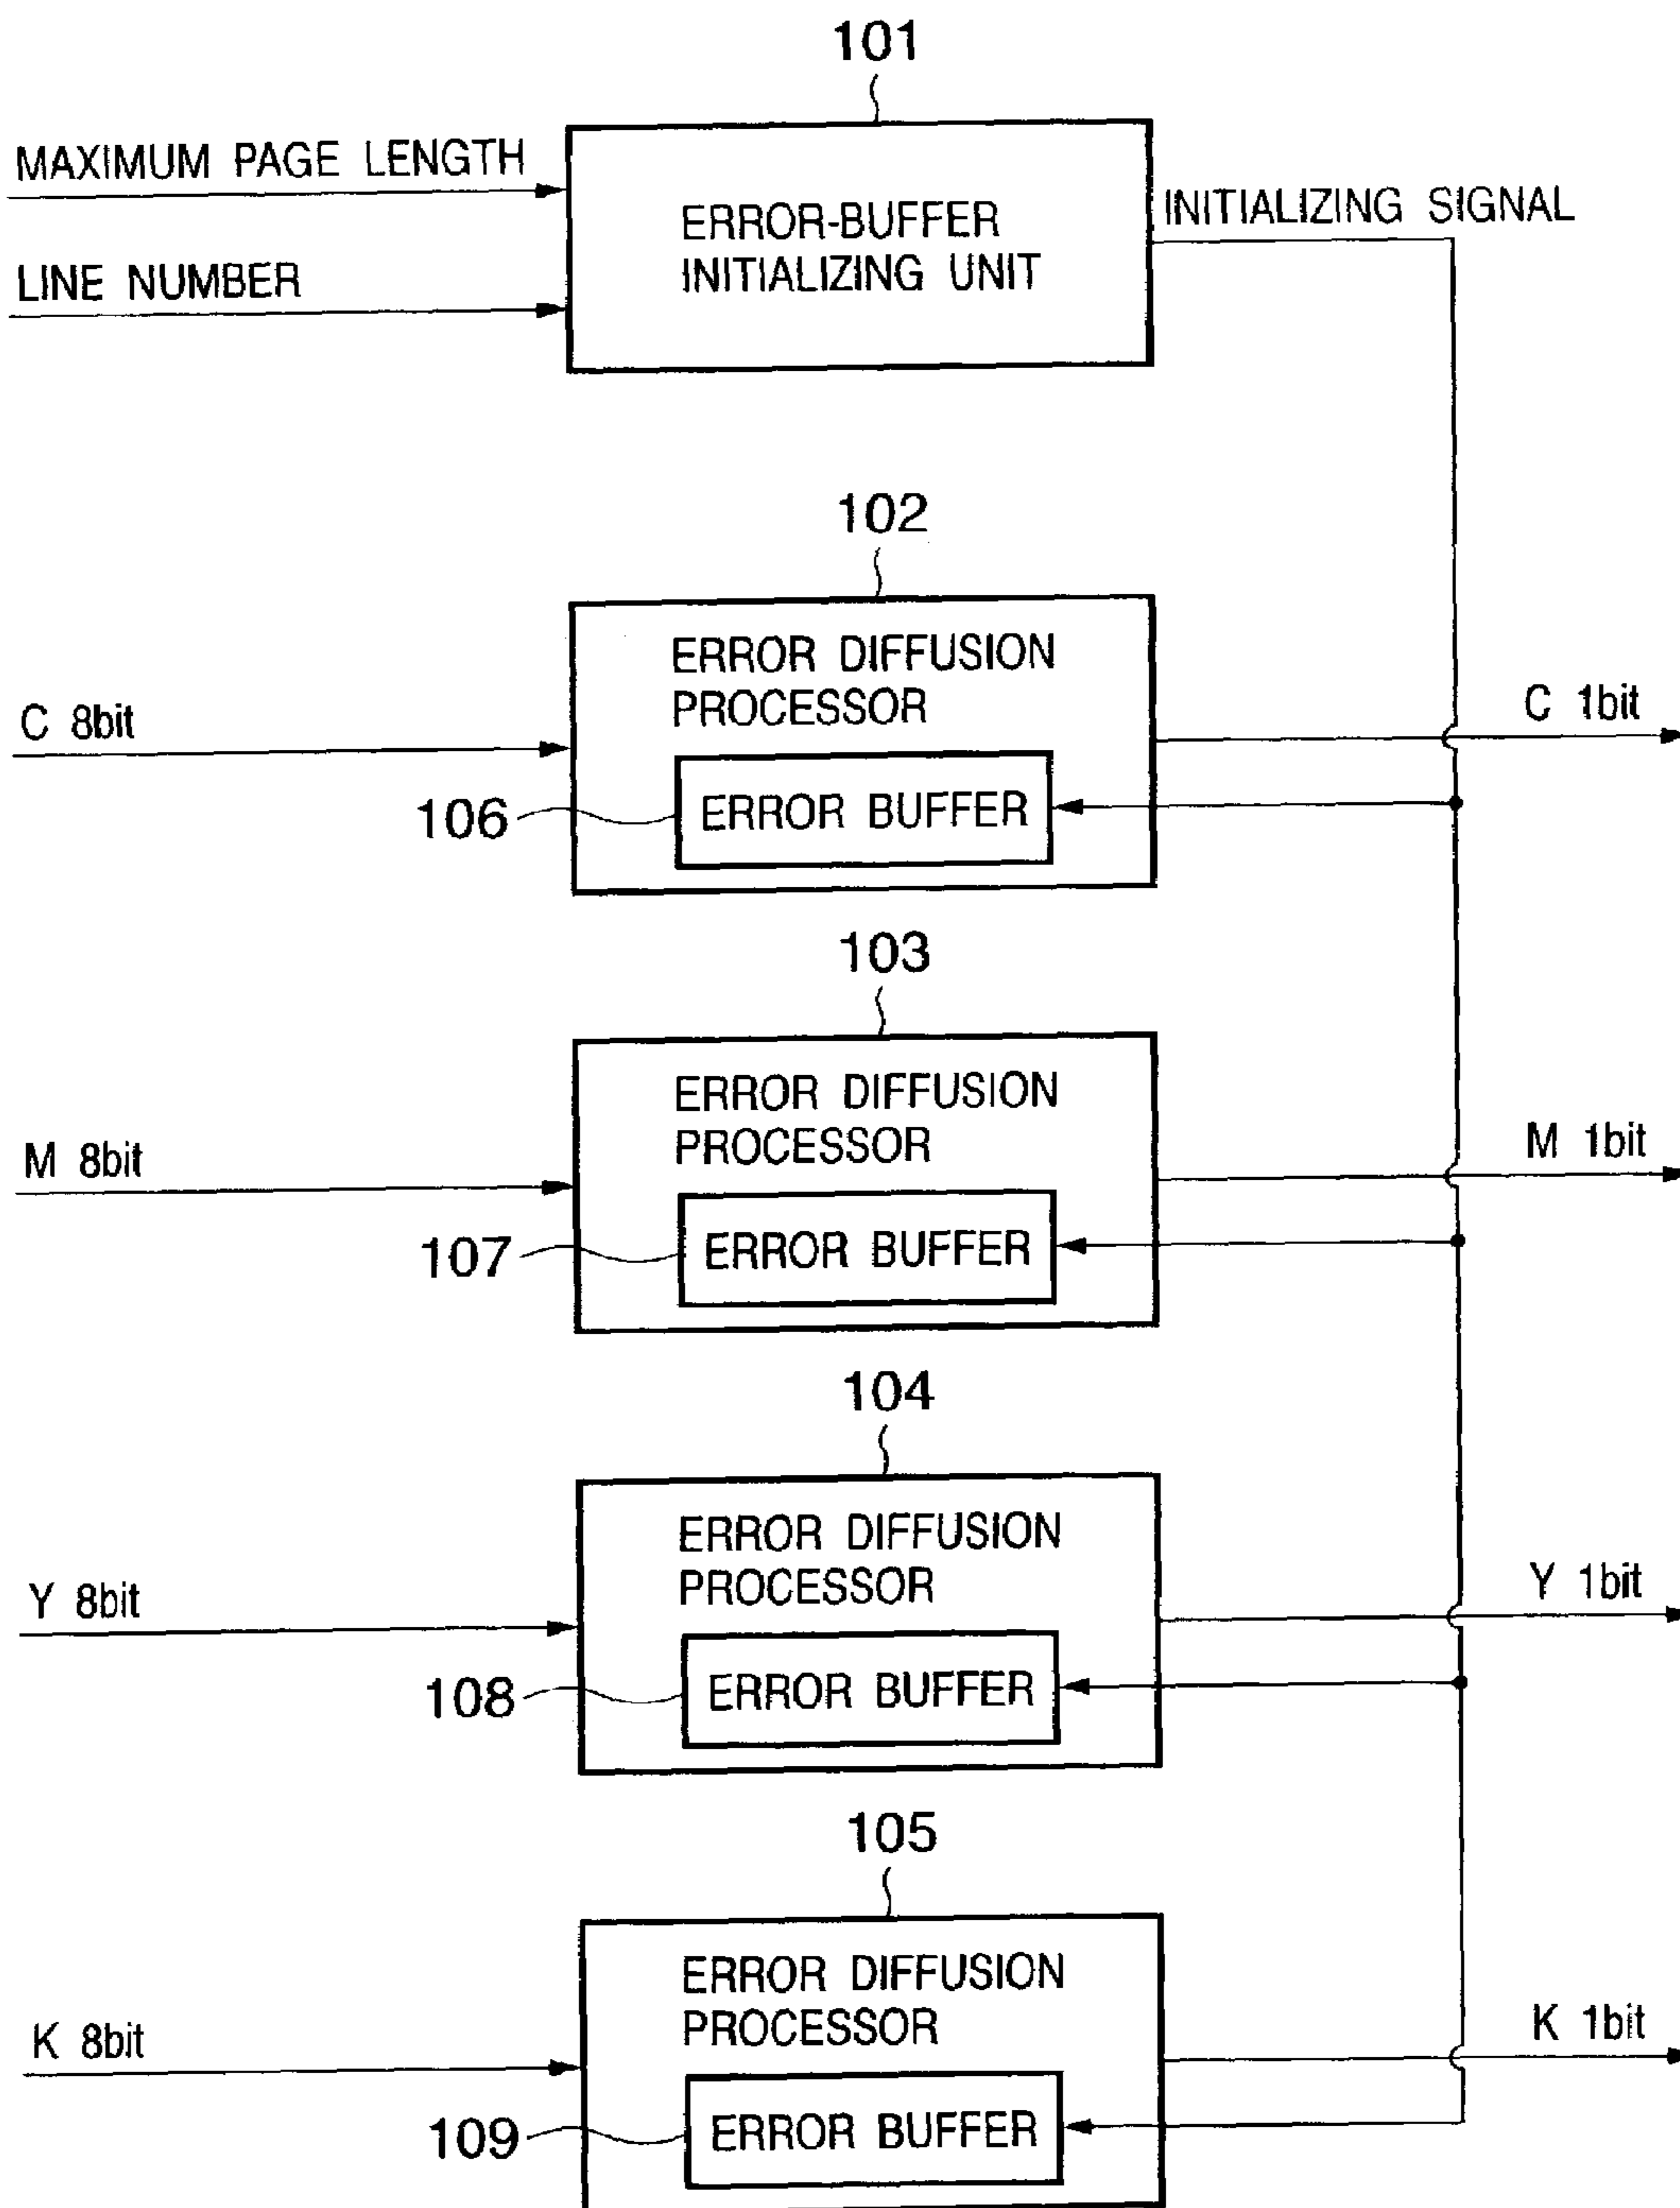 101
MAXIMUM PAGE LENGTH
LINE NUMBER
ERROR-BUFFER
INITIALIZING UNIT
INITIALIZING SIGNAL
102
ERROR DIFFUSION
PROCESSOR
C 8bit
C 1bit
106
ERROR BUFFER
103
ERROR DIFFUSION
PROCESSOR
M 8bit
M 1bit
107
ERROR BUFFER
104
ERROR DIFFUSION
PROCESSOR
Y 8bit
Y 1bit
108
ERROR BUFFER
105
ERROR DIFFUSION
PROCESSOR
K 8bit
K 1bit
109
ERROR BUFFER